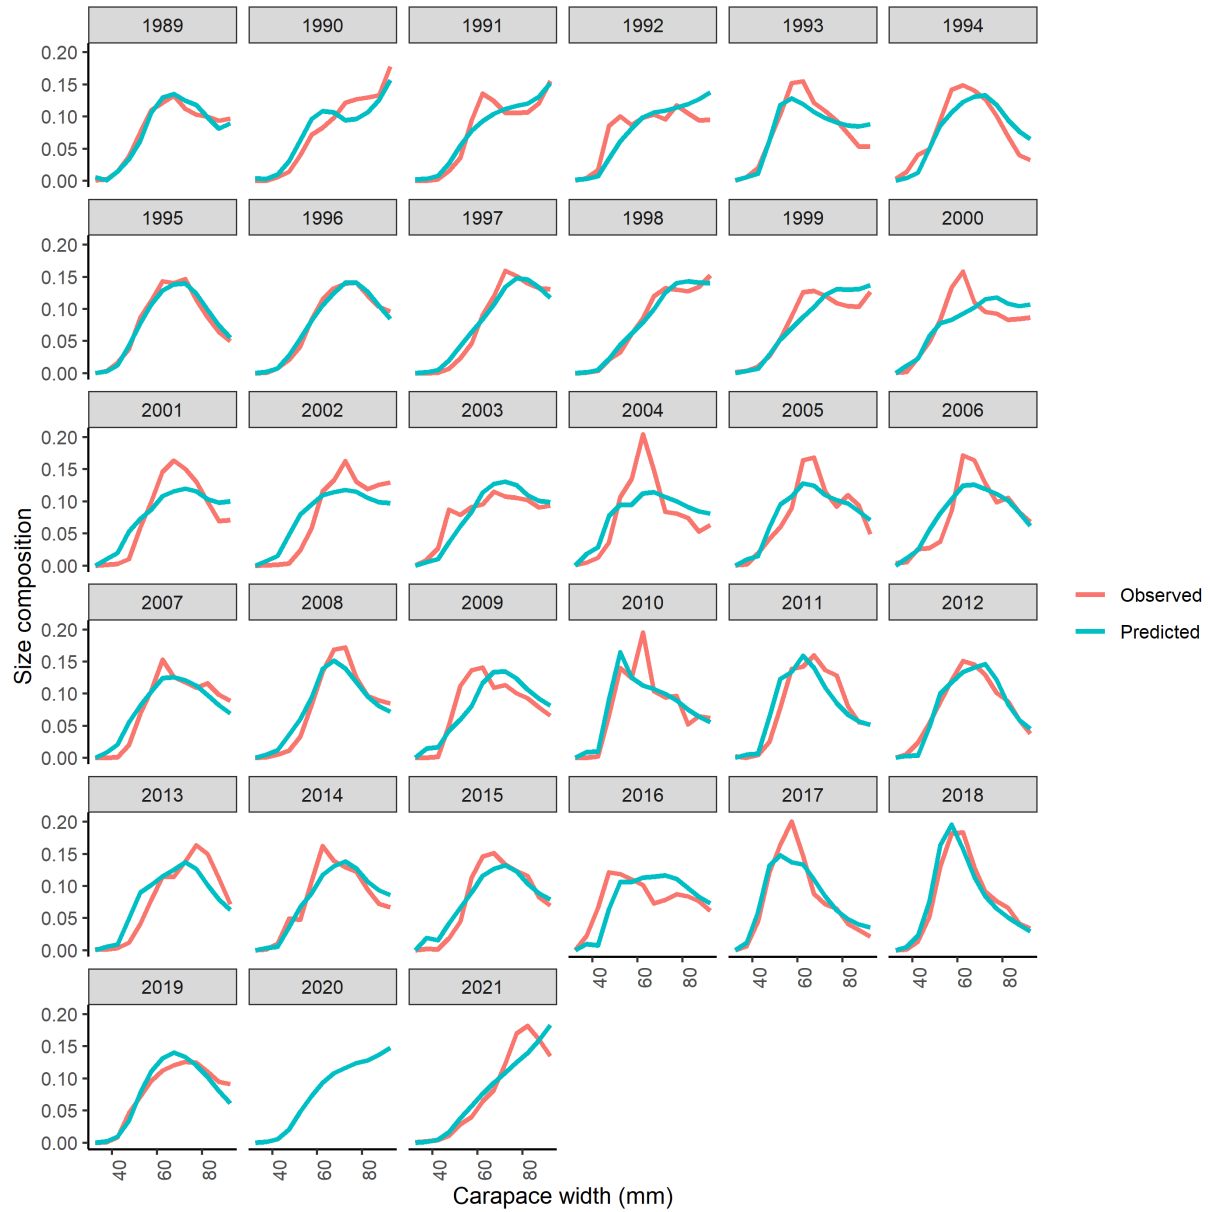 1989 1990 1991 1992 1993 1994
0.20
0.15
0.10
0.05
0.00
1995 1996 1997 1998 1999 2000
0.20
0.15
0.10
0.05
0.00
2001 2002 2003 2004 2005 2006
0.20
0.15
0.10
0.05
0.00
Size composition
2007 2008 2009 2010 2011 2012
0.20
0.15
0.10
0.05
0.00
Observed
Predicted
2013 2014 2015 2016 2017 2018
0.20
0.15
0.10
0.05
0.00
40 60 80 40 60 80 40 60 80
2019 2020 2021
0.20
0.15
0.10
0.05
0.00
40 60 80 40 60 80 40 60 80
Carapace width (mm)